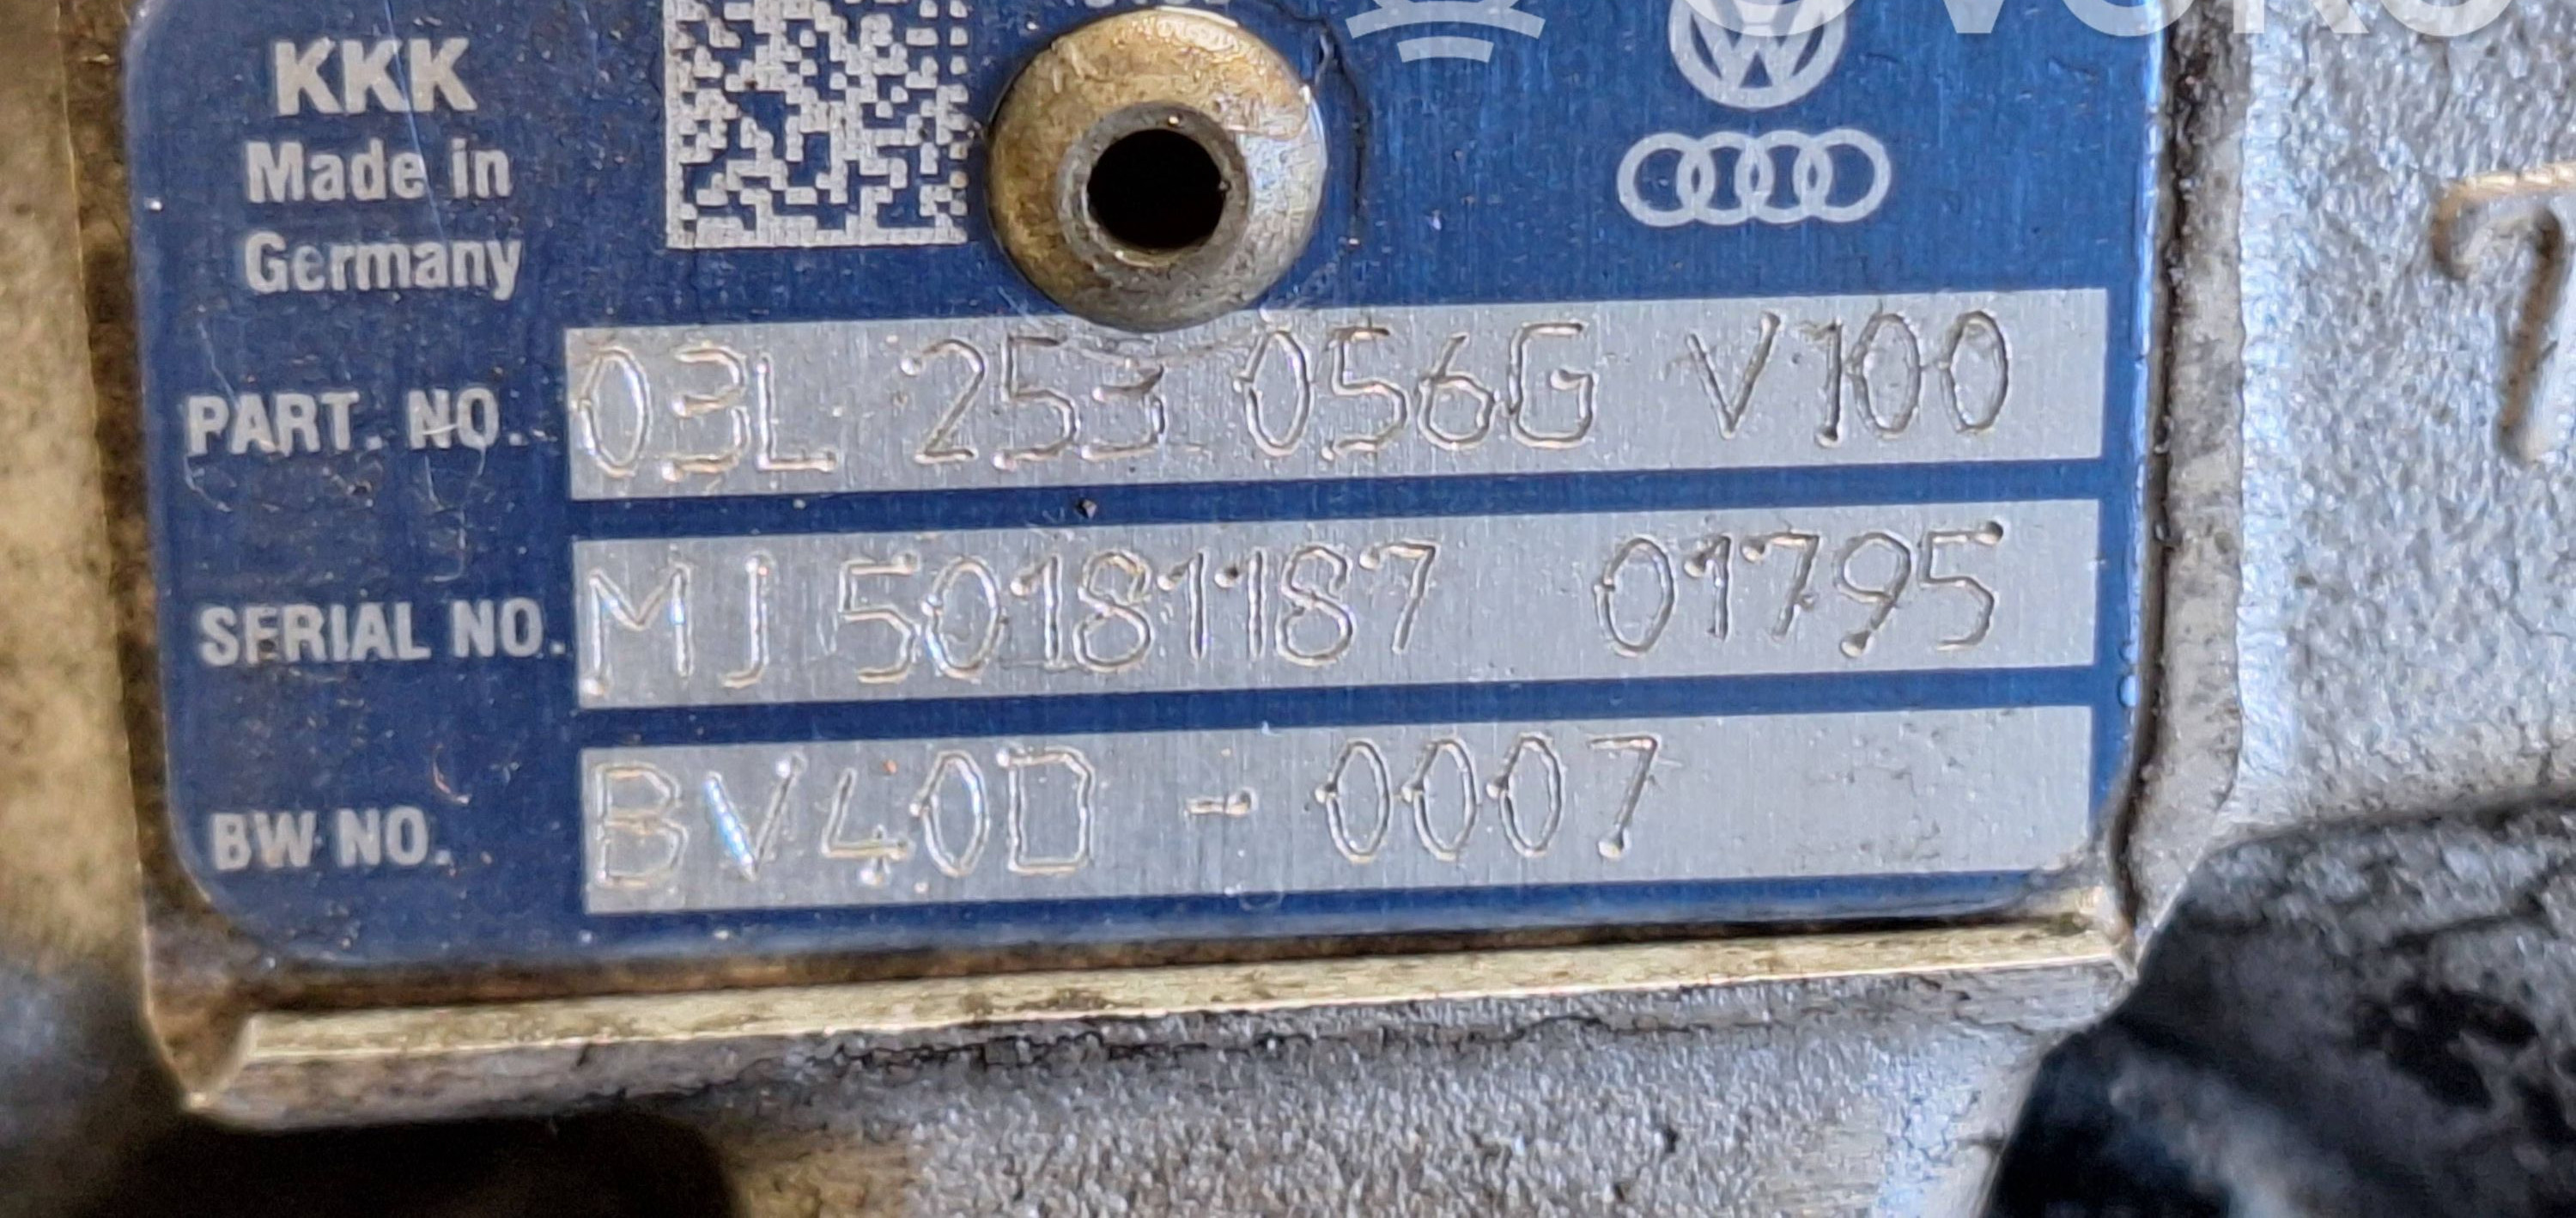 KKK
Made in
Germany
PART. NO. 03L 253 056G V100
SERIAL NO. MJ 50181187 01795
BW NO. BV40D - 0007